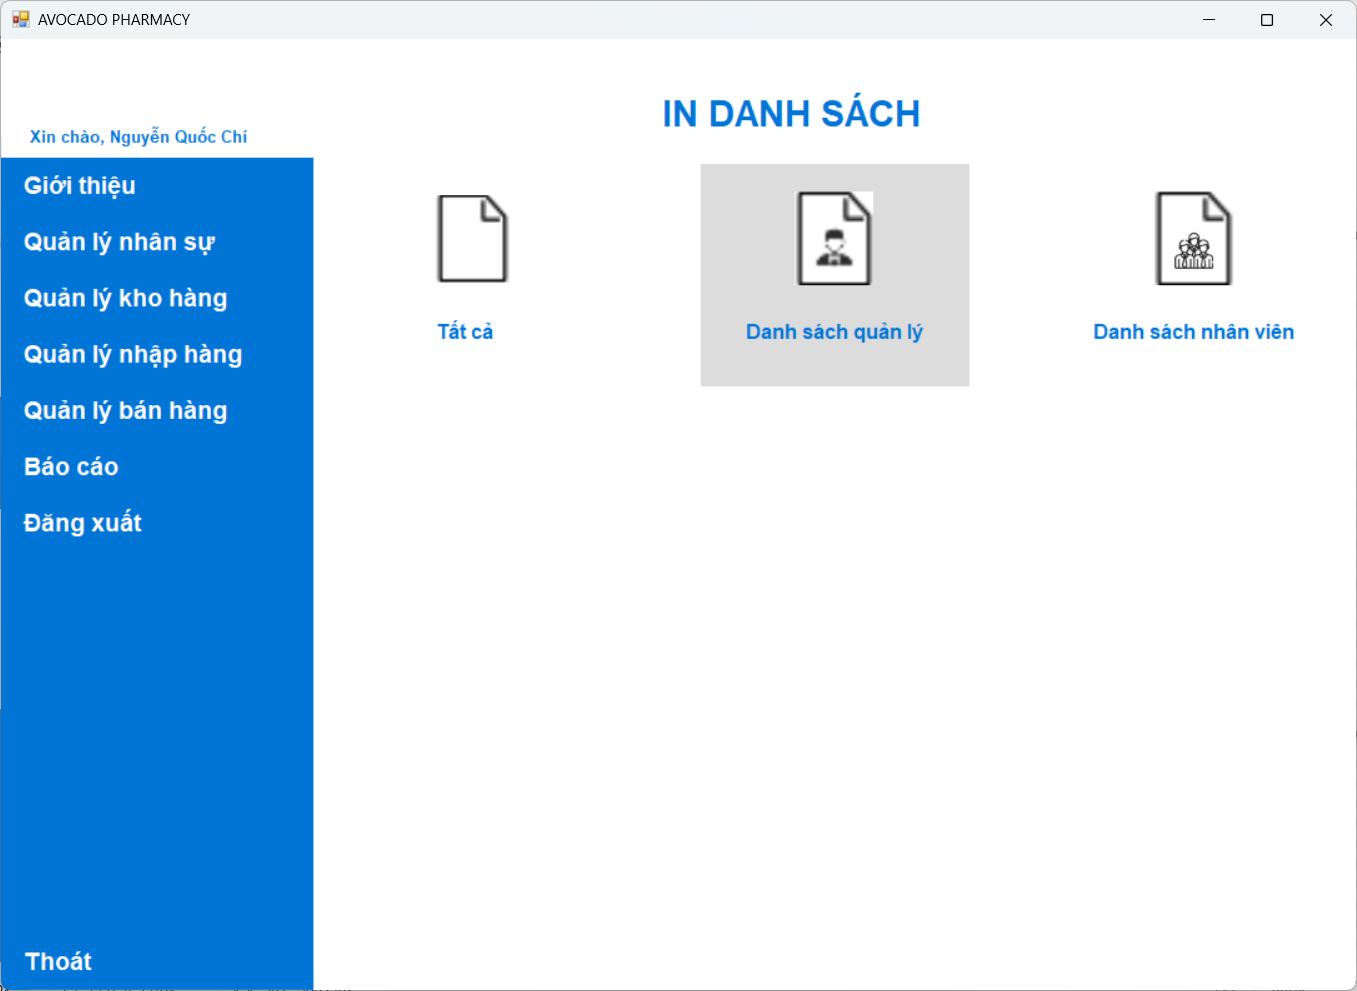 AVOCADO PHARMACY
IN DANH SÁCH
Xin chào, Nguyễn Quốc Chí
Giới thiệu
Quản lý nhân sự
Quản lý kho hàng
Quản lý nhập hàng
Quản lý bán hàng
Báo cáo
Đăng xuất
Thoát
Tất cả
Danh sách quản lý
Danh sách nhân viên